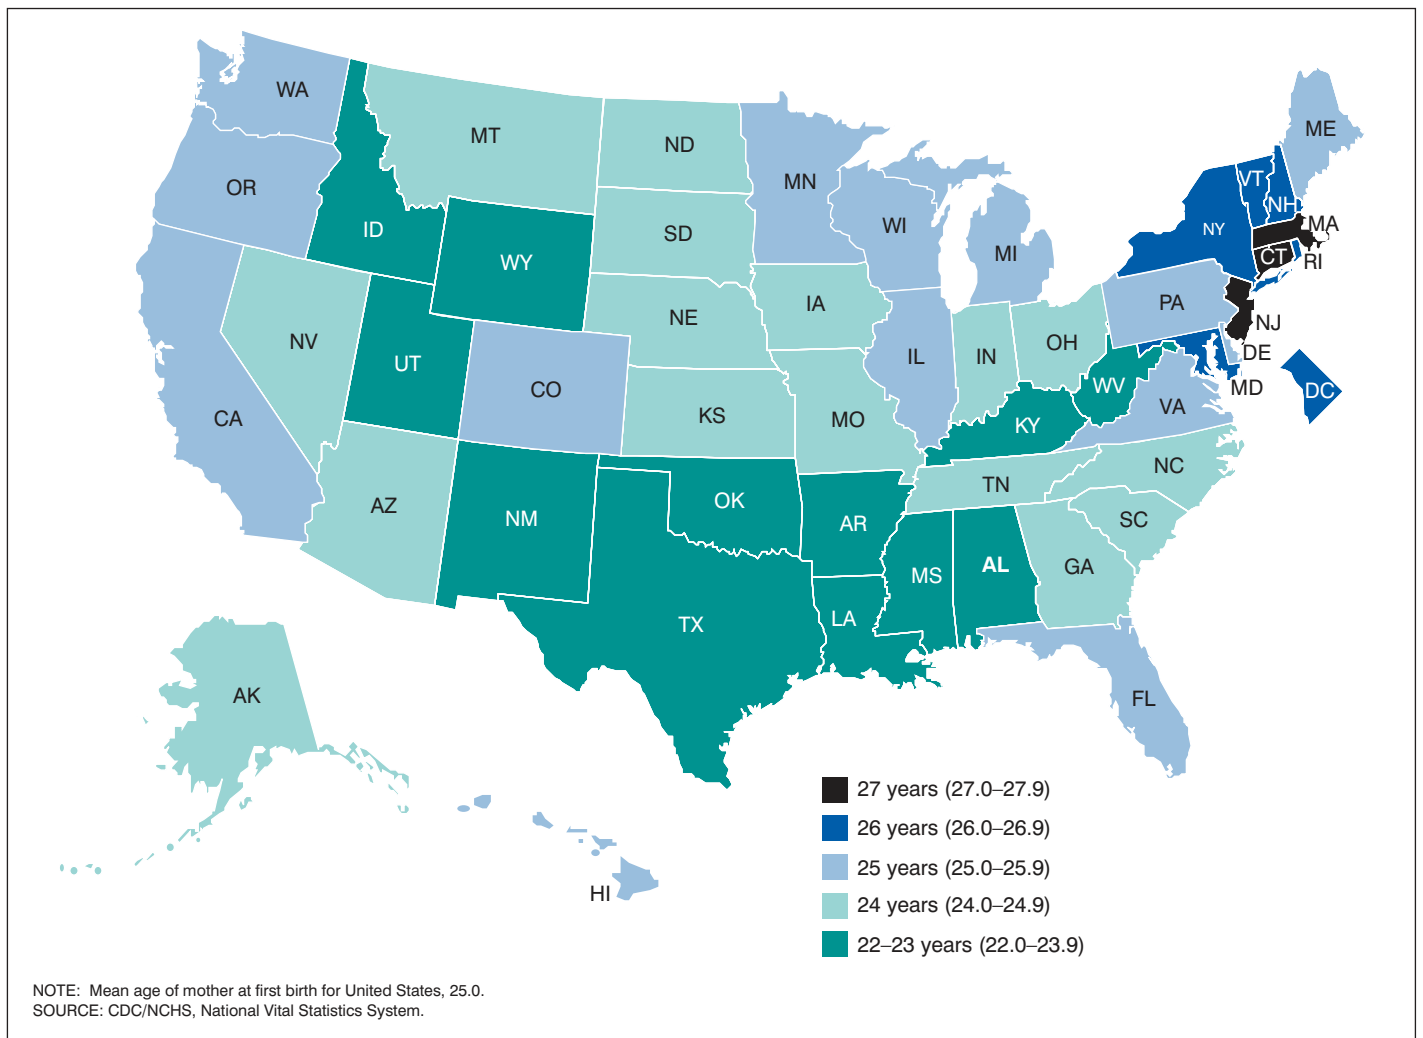 WA
MT
ND
MN
ME
OR
ID
WY
SD
WI
MI
VT
NH
NY
MA
CT
RI
NV
UT
CO
NE
IA
IL
IN
OH
PA
NJ
DE
MD
DC
WV
VA
CA
KS
MO
KY
AZ
NM
OK
AR
TN
NC
SC
TX
LA
MS
AL
GA
FL
AK
HI
27 years (27.0–27.9)
26 years (26.0–26.9)
25 years (25.0–25.9)
24 years (24.0–24.9)
22–23 years (22.0–23.9)
NOTE: Mean age of mother at first birth for United States, 25.0.
SOURCE: CDC/NCHS, National Vital Statistics System.